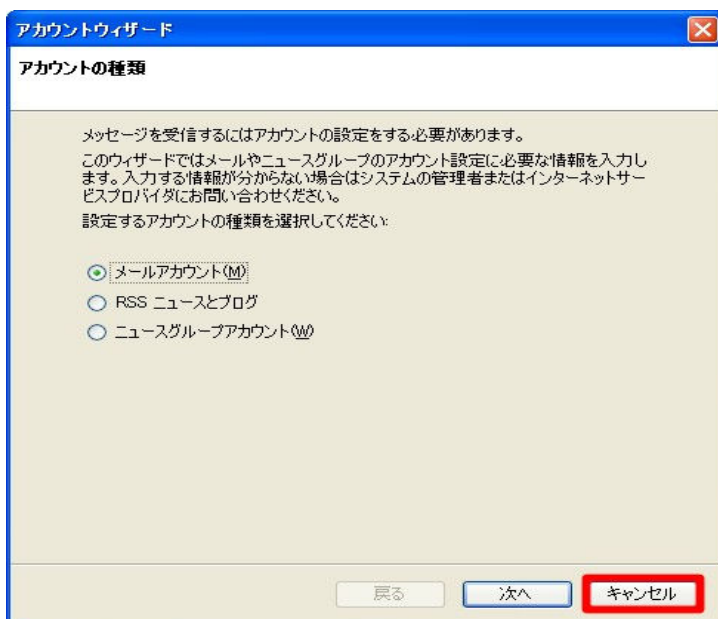 アカウントウィザード
アカウントの種類
メッセージを受信するにはアカウントの設定をする必要があります。
このウィザードではメールやニュースグループのアカウント設定に必要な情報を入力し
ます。入力する情報が分からない場合はシステムの管理者またはインターネットサー
ビスプロバイダにお問い合わせください。
設定するアカウントの種類を選択してください:
メールアカウント(M)
RSS ニュースとブログ
ニュースグループアカウント(W)
戻る 次へ キャンセル